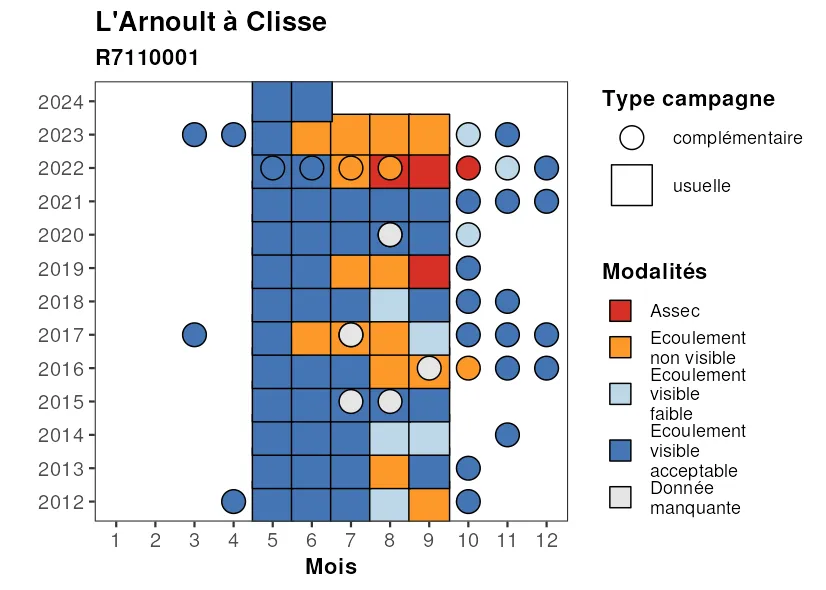 L'Arnoult à Clisse
R7110001
2024
2023
2022
2021
2020
2019
2018
2017
2016
2015
2014
2013
2012
1 2 3 4 5 6 7 8 9 10 11 12
Mois
Type campagne
complémentaire
usuelle
Modalités
Assec
Ecoulement
non visible
Ecoulement
visible
faible
Ecoulement
visible
acceptable
Donnée
manquante